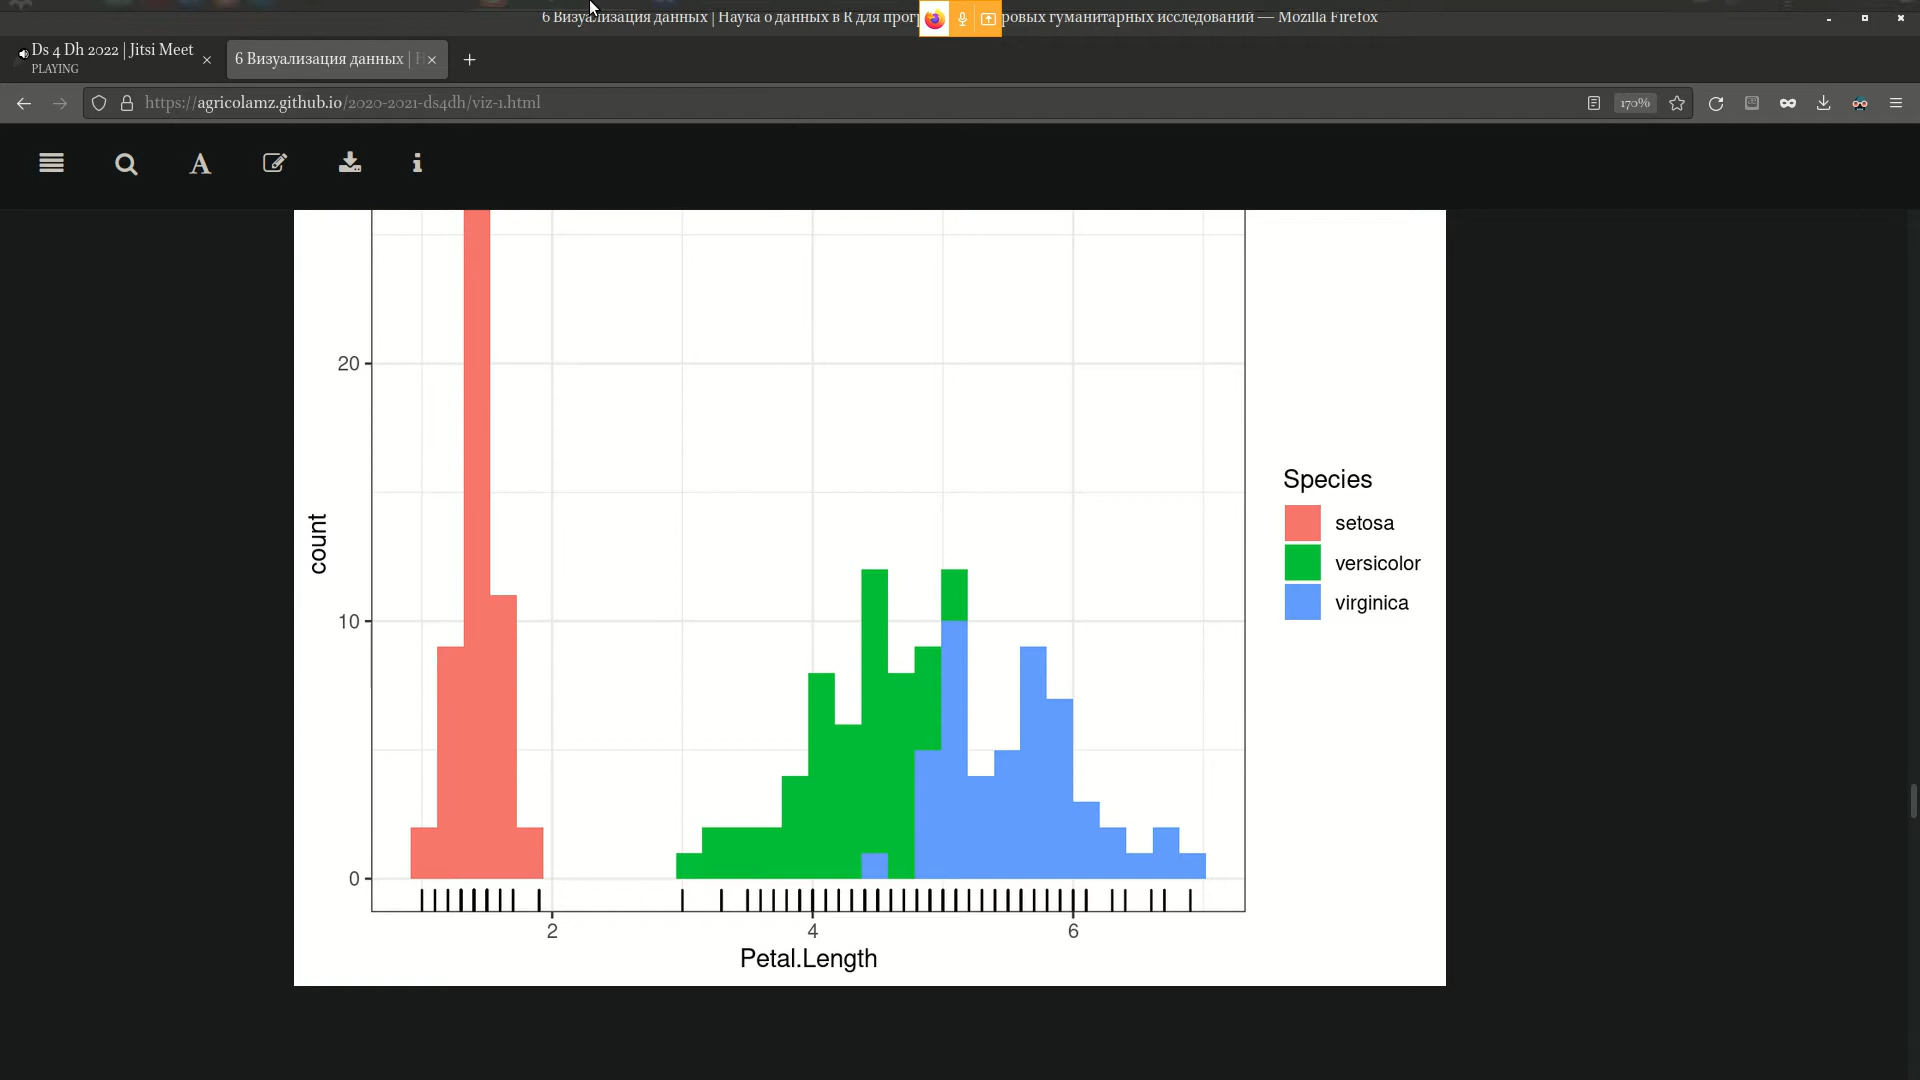 6 Визуализация данных | Наука о данных в R для прог ровых гуманитарных исследований — Mozilla Firefox
Ds 4 Dh 2022 | Jitsi Meet
PLAYING
6 Визуализация данных |
https://agricolamz.github.io/2020-2021-ds4dh/viz-1.html
170%
20
10
0
count
2
4
6
Petal.Length
Species
setosa
versicolor
virginica